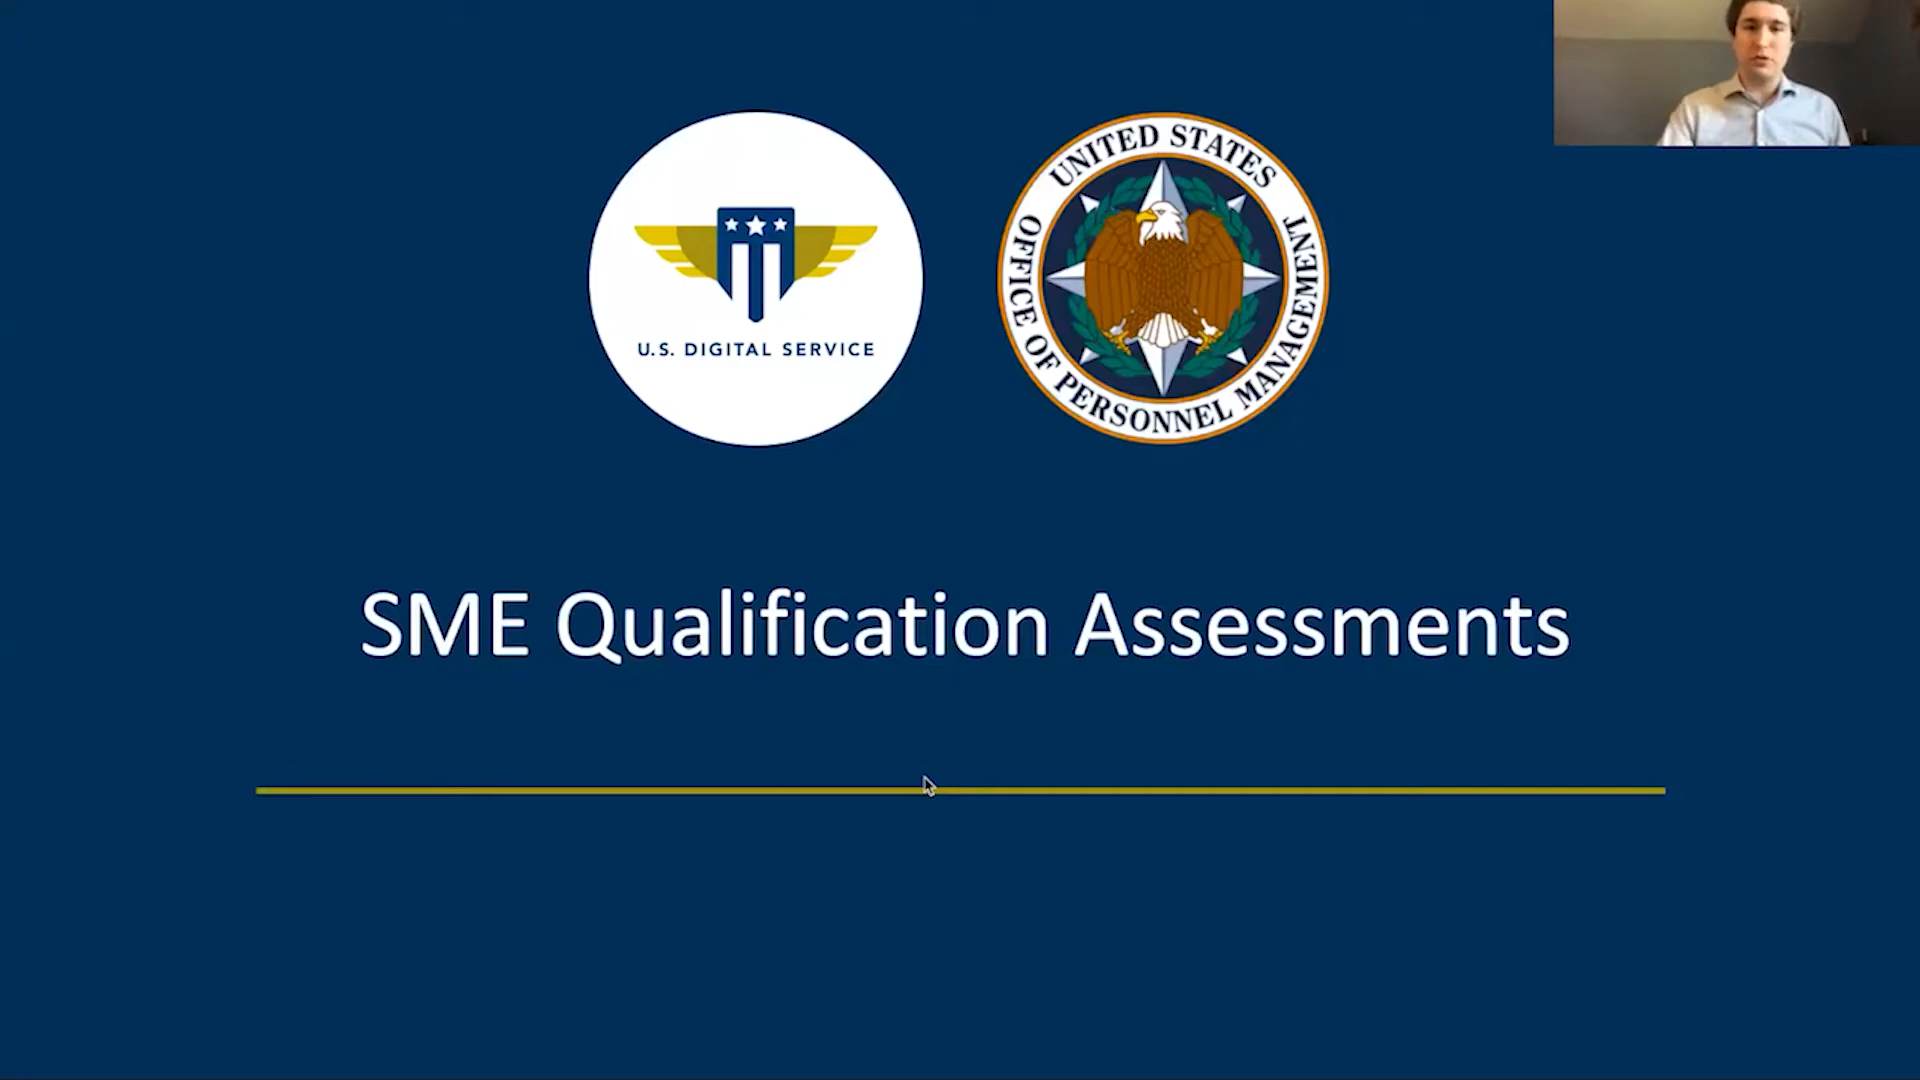 U.S. DIGITAL SERVICE
UNITED STATES
OFFICE OF PERSONNEL MANAGEMENT
SME Qualification Assessments